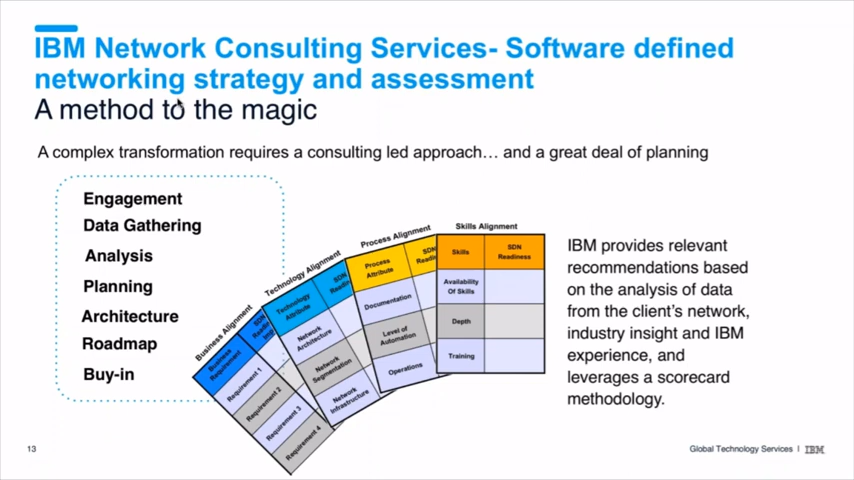 IBM Network Consulting Services- Software defined
networking strategy and assessment
A method to the magic
A complex transformation requires a consulting led approach… and a great deal of planning
Engagement
Data Gathering
Analysis
Planning
Architecture
Roadmap
Buy-in
Business Alignment
Business
Requirement
SDN
Requirement 1
Requirement 2
Requirement 3
Requirement 4
Technology Alignment
Technology
Attribute
SDN
Network
Architecture
Network
Segmentation
Network
Infrastructure
Process Alignment
Process
Attribute
SDN
Documentation
Level of
Automation
Operations
Skills Alignment
Skills
SDN
Readiness
Availability
Of Skills
Depth
Training
IBM provides relevant
recommendations based
on the analysis of data
from the client's network,
industry insight and IBM
experience, and
leverages a scorecard
methodology.
13
Global Technology Services | IBM